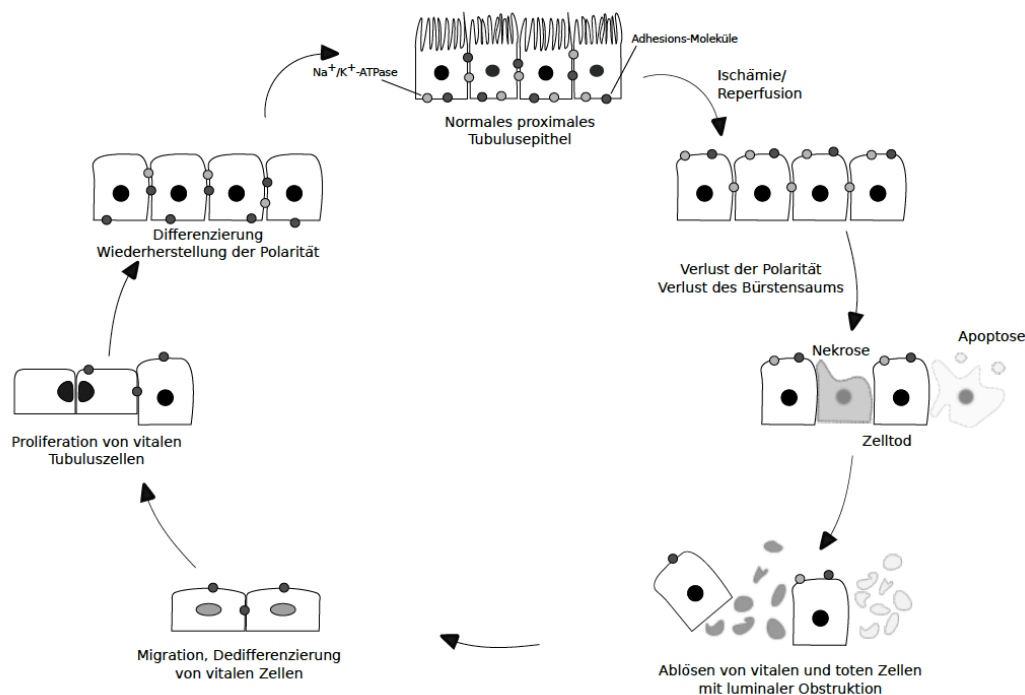 Na+/K+-ATPase
Adhesions-Moleküle
Normales proximales
Tubulusepithel
Ischämie/
Reperfusion
Verlust der Polarität
Verlust des Bürstensaums
Nekrose
Apoptose
Zelltod
Ablösen von vitalen und toten Zellen
mit luminaler Obstruktion
Migration, Dedifferenzierung
von vitalen Zellen
Proliferation von vitalen
Tubuluszellen
Differenzierung
Wiederherstellung der Polarität